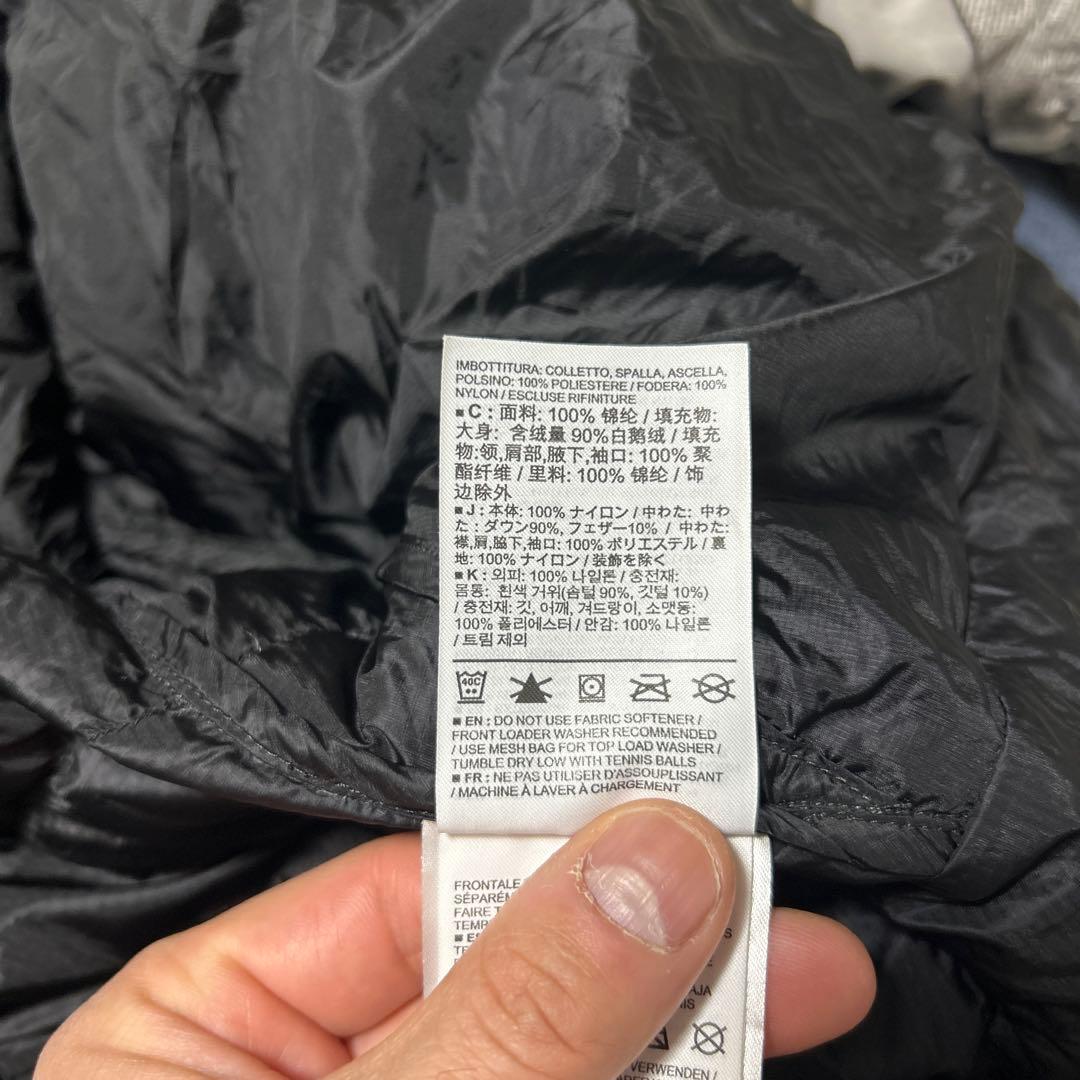 IMBOTTITURA: COLLETTO, SPALLA, ASCELLA,
POLSINO: 100% POLIESTERE / FODERA: 100%
NYLON / ESCLUSE RIFINITURE
■ C : 面料: 100% 锦纶 / 填充物:
大身: 含绒量 90%白鹅绒 / 填充
物:领,肩部,腋下,袖口: 100% 聚
酯纤维 / 里料: 100% 锦纶 / 饰
边除外
■ J : 本体: 100% ナイロン / 中わた: 中わ
た : ダウン90%, フェザー10% / 中わた:
襟,肩,脇下,袖口: 100% ポリエステル / 裏
地: 100% ナイロン / 装飾を除く
■ K : 외피: 100% 나일론 / 충전재:
몸통: 흰색 거위(솜털 90%, 깃털 10%)
/ 충전재: 깃, 어깨, 겨드랑이, 소맷동:
100% 폴리에스터 / 안감: 100% 나일론
/ 트림 제외
40C
■ EN : DO NOT USE FABRIC SOFTENER /
FRONT LOADER WASHER RECOMMENDED
/ USE MESH BAG FOR TOP LOAD WASHER /
TUMBLE DRY LOW WITH TENNIS BALLS
■ FR : NE PAS UTILISER D'ASSOUPLISSANT
/ MACHINE À LAVER À CHARGEMENT
FRONTALE
SÉPARÉM
FAIRE T
TEMP
■ ES
AJA
NIS
VERWENDEN /